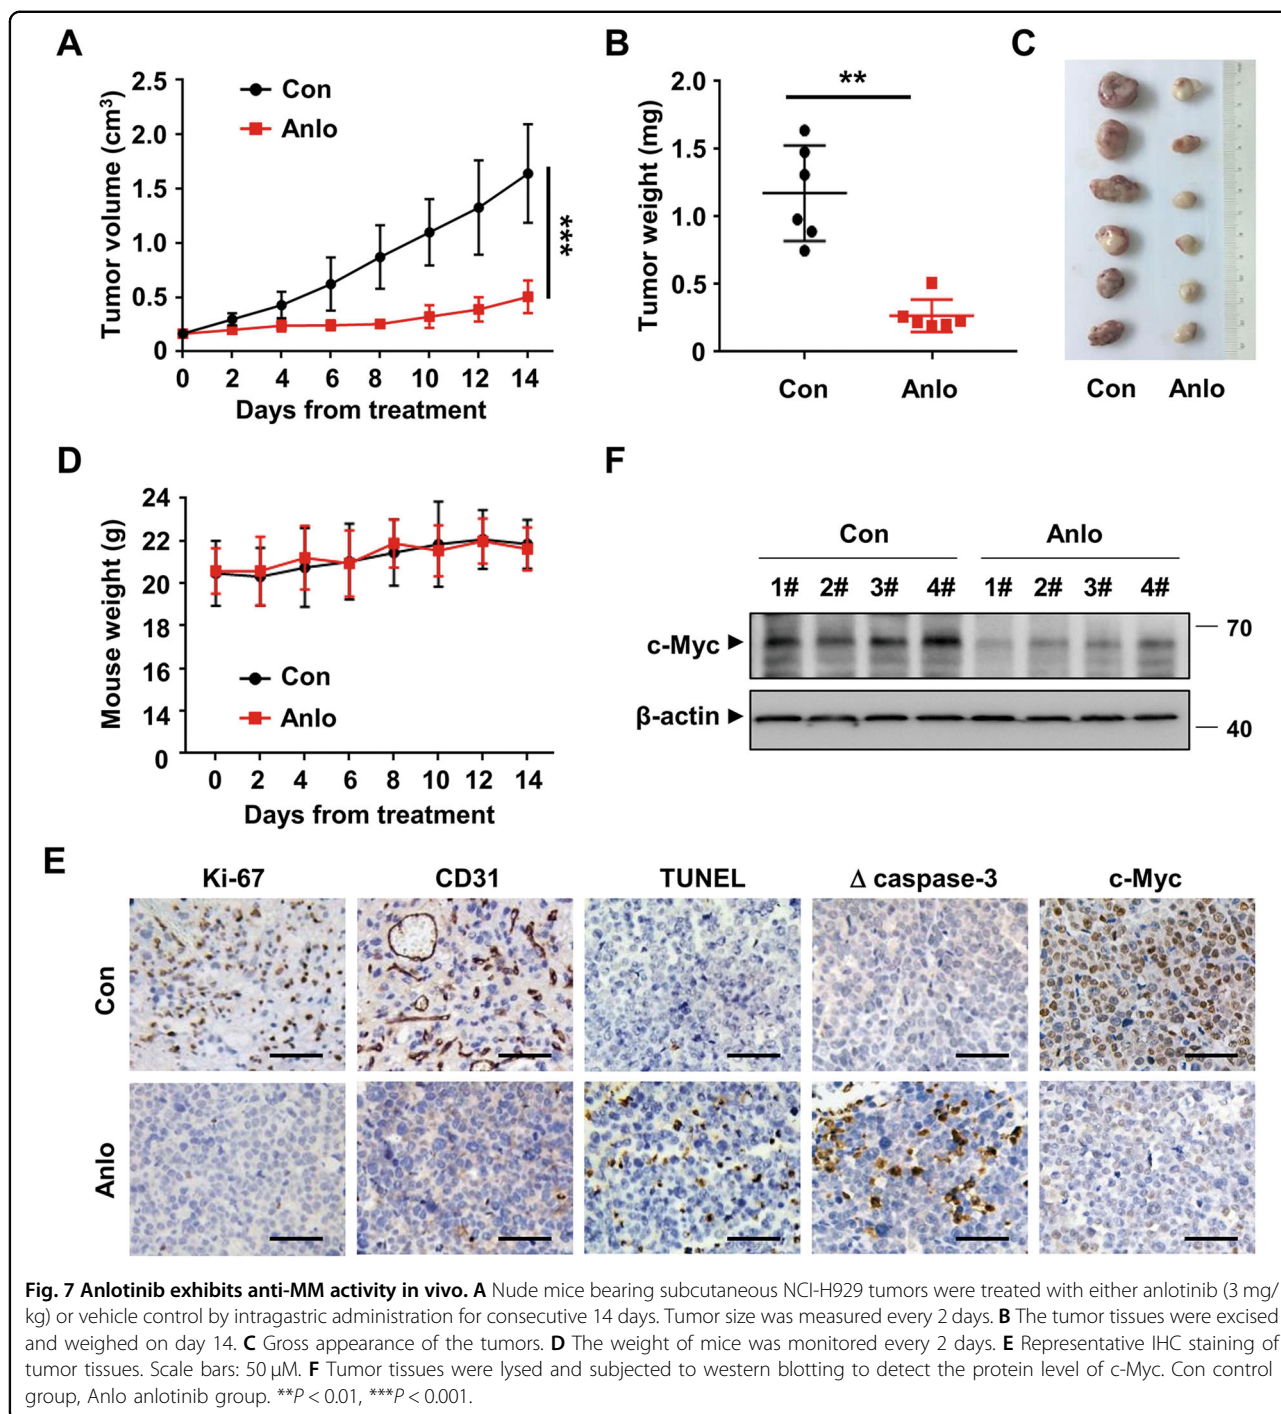 A
Tumor volume (cm³)
2.5
2.0
1.5
1.0
0.5
0
Con
Anlo
***
0 2 4 6 8 10 12 14
Days from treatment
B
Tumor weight (mg)
2.0
1.5
1.0
0.5
0
**
Con Anlo
C
Con Anlo
D
Mouse weight (g)
24
22
20
18
16
14
0
Con
Anlo
0 2 4 6 8 10 12 14
Days from treatment
F
Con Anlo
1# 2# 3# 4# 1# 2# 3# 4#
c-Myc
70
β-actin
40
E
Ki-67 CD31 TUNEL Δ caspase-3 c-Myc
Con
Anlo
Fig. 7 Anlotinib exhibits anti-MM activity in vivo. A Nude mice bearing subcutaneous NCI-H929 tumors were treated with either anlotinib (3 mg/
kg) or vehicle control by intragastric administration for consecutive 14 days. Tumor size was measured every 2 days. B The tumor tissues were excised
and weighed on day 14. C Gross appearance of the tumors. D The weight of mice was monitored every 2 days. E Representative IHC staining of
tumor tissues. Scale bars: 50 μM. F Tumor tissues were lysed and subjected to western blotting to detect the protein level of c-Myc. Con control
group, Anlo anlotinib group. **P < 0.01, ***P < 0.001.